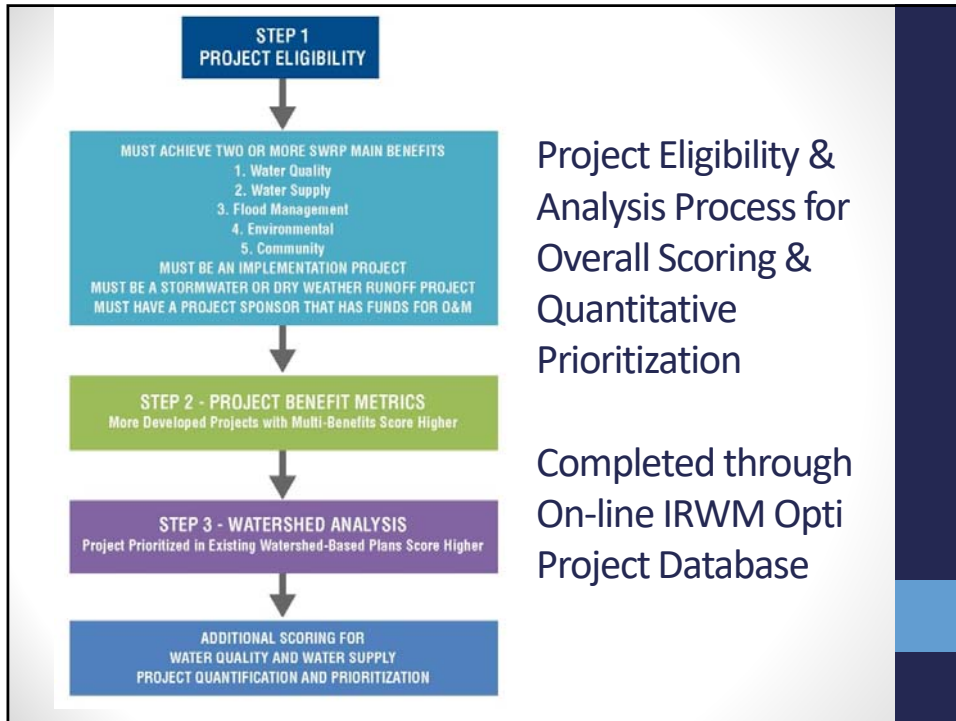 STEP 1
PROJECT ELIGIBILITY
MUST ACHIEVE TWO OR MORE SWRP MAIN BENEFITS
1. Water Quality
2. Water Supply
3. Flood Management
4. Environmental
5. Community
MUST BE AN IMPLEMENTATION PROJECT
MUST BE A STORMWATER OR DRY WEATHER RUNOFF PROJECT
MUST HAVE A PROJECT SPONSOR THAT HAS FUNDS FOR O&M
STEP 2 - PROJECT BENEFIT METRICS
More Developed Projects with Multi-Benefits Score Higher
STEP 3 - WATERSHED ANALYSIS
Project Prioritized in Existing Watershed-Based Plans Score Higher
ADDITIONAL SCORING FOR
WATER QUALITY AND WATER SUPPLY
PROJECT QUANTIFICATION AND PRIORITIZATION
Project Eligibility &
Analysis Process for
Overall Scoring &
Quantitative
Prioritization
Completed through
On-line IRWM Opti
Project Database